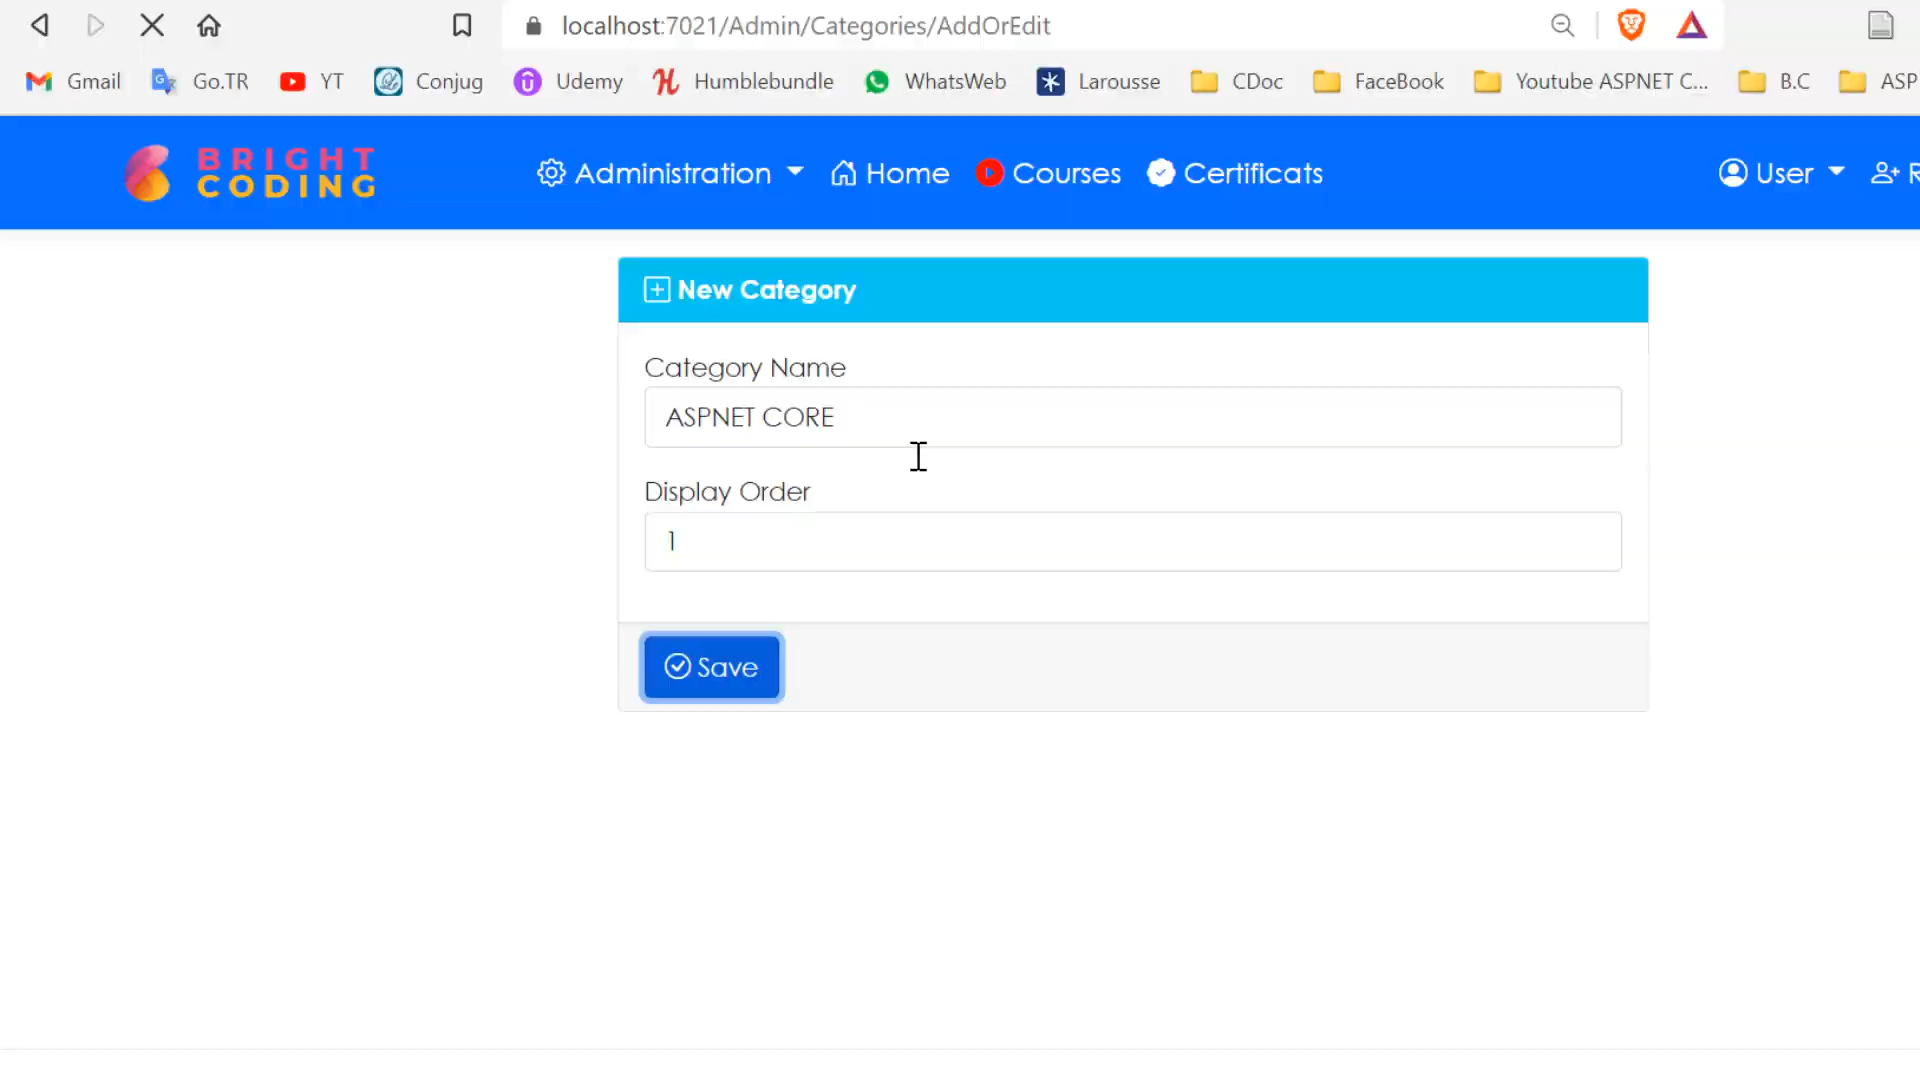 localhost:7021/Admin/Categories/AddOrEdit
Gmail Go.TR YT Conjug Udemy Humblebundle WhatsWeb Larousse CDoc FaceBook Youtube ASPNET C... B.C ASP
BRIGHT
CODING
Administration Home Courses Certificats User R
New Category
Category Name
ASPNET CORE
Display Order
1
Save